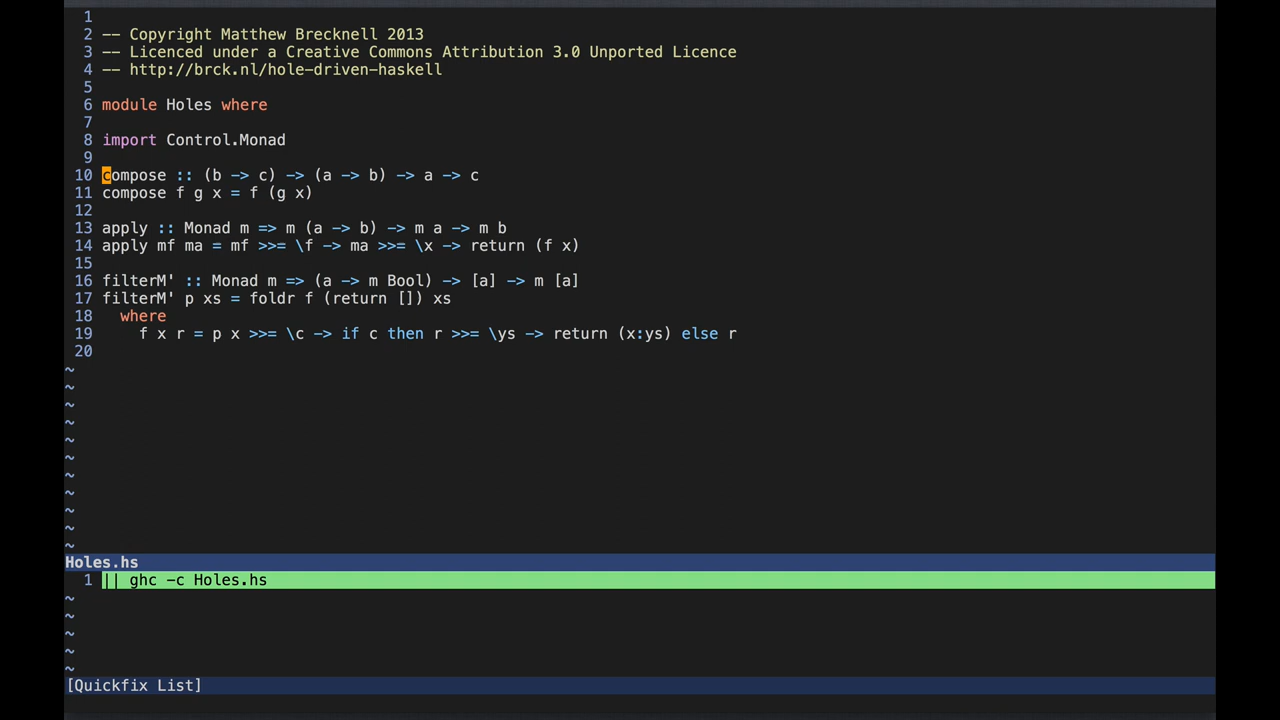 1
2 -- Copyright Matthew Brecknell 2013
3 -- Licenced under a Creative Commons Attribution 3.0 Unported Licence
4 -- http://brck.nl/hole-driven-haskell
5
6 module Holes where
7
8 import Control.Monad
9
10 compose :: (b -> c) -> (a -> b) -> a -> c
11 compose f g x = f (g x)
12
13 apply :: Monad m => m (a -> b) -> m a -> m b
14 apply mf ma = mf >>= \f -> ma >>= \x -> return (f x)
15
16 filterM' :: Monad m => (a -> m Bool) -> [a] -> m [a]
17 filterM' p xs = foldr f (return []) xs
18   where
19     f x r = p x >>= \c -> if c then r >>= \ys -> return (x:ys) else r
20
~
~
~
~
~
~
~
~
~
~
~
Holes.hs
1 || ghc -c Holes.hs
~
~
~
~
~
[Quickfix List]